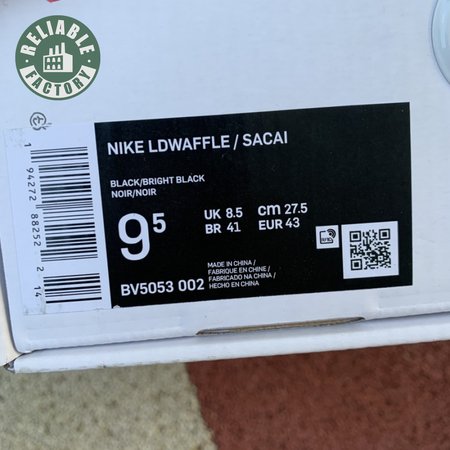 RELIABLE
FACTORY
NIKE LDWAFFLE / SACAI
BLACK/BRIGHT BLACK
NOIR/NOIR
9⁵
UK 8.5
cm 27.5
BR 41
EUR 43
BV5053 002
MADE IN CHINA /
FABRIQUE EN CHINE /
FABRICADO NA CHINA /
HECHO EN CHINA
1 94272 88252 2 14